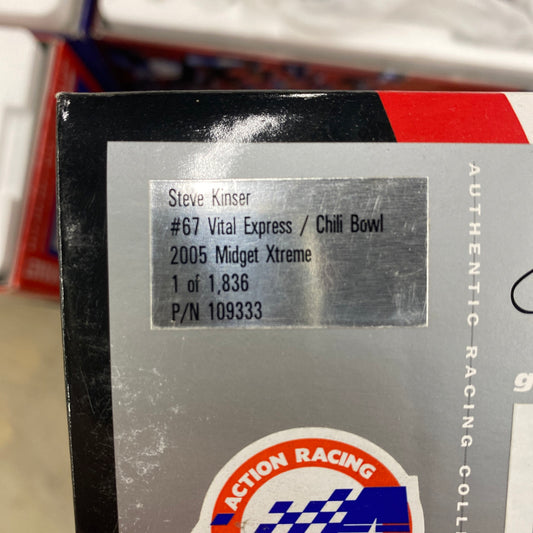 Steve Kinser
#67 Vital Express / Chili Bowl
2005 Midget Xtreme
1 of 1,836
P/N 109333
AUTHENTIC RACING
ACTION RACING